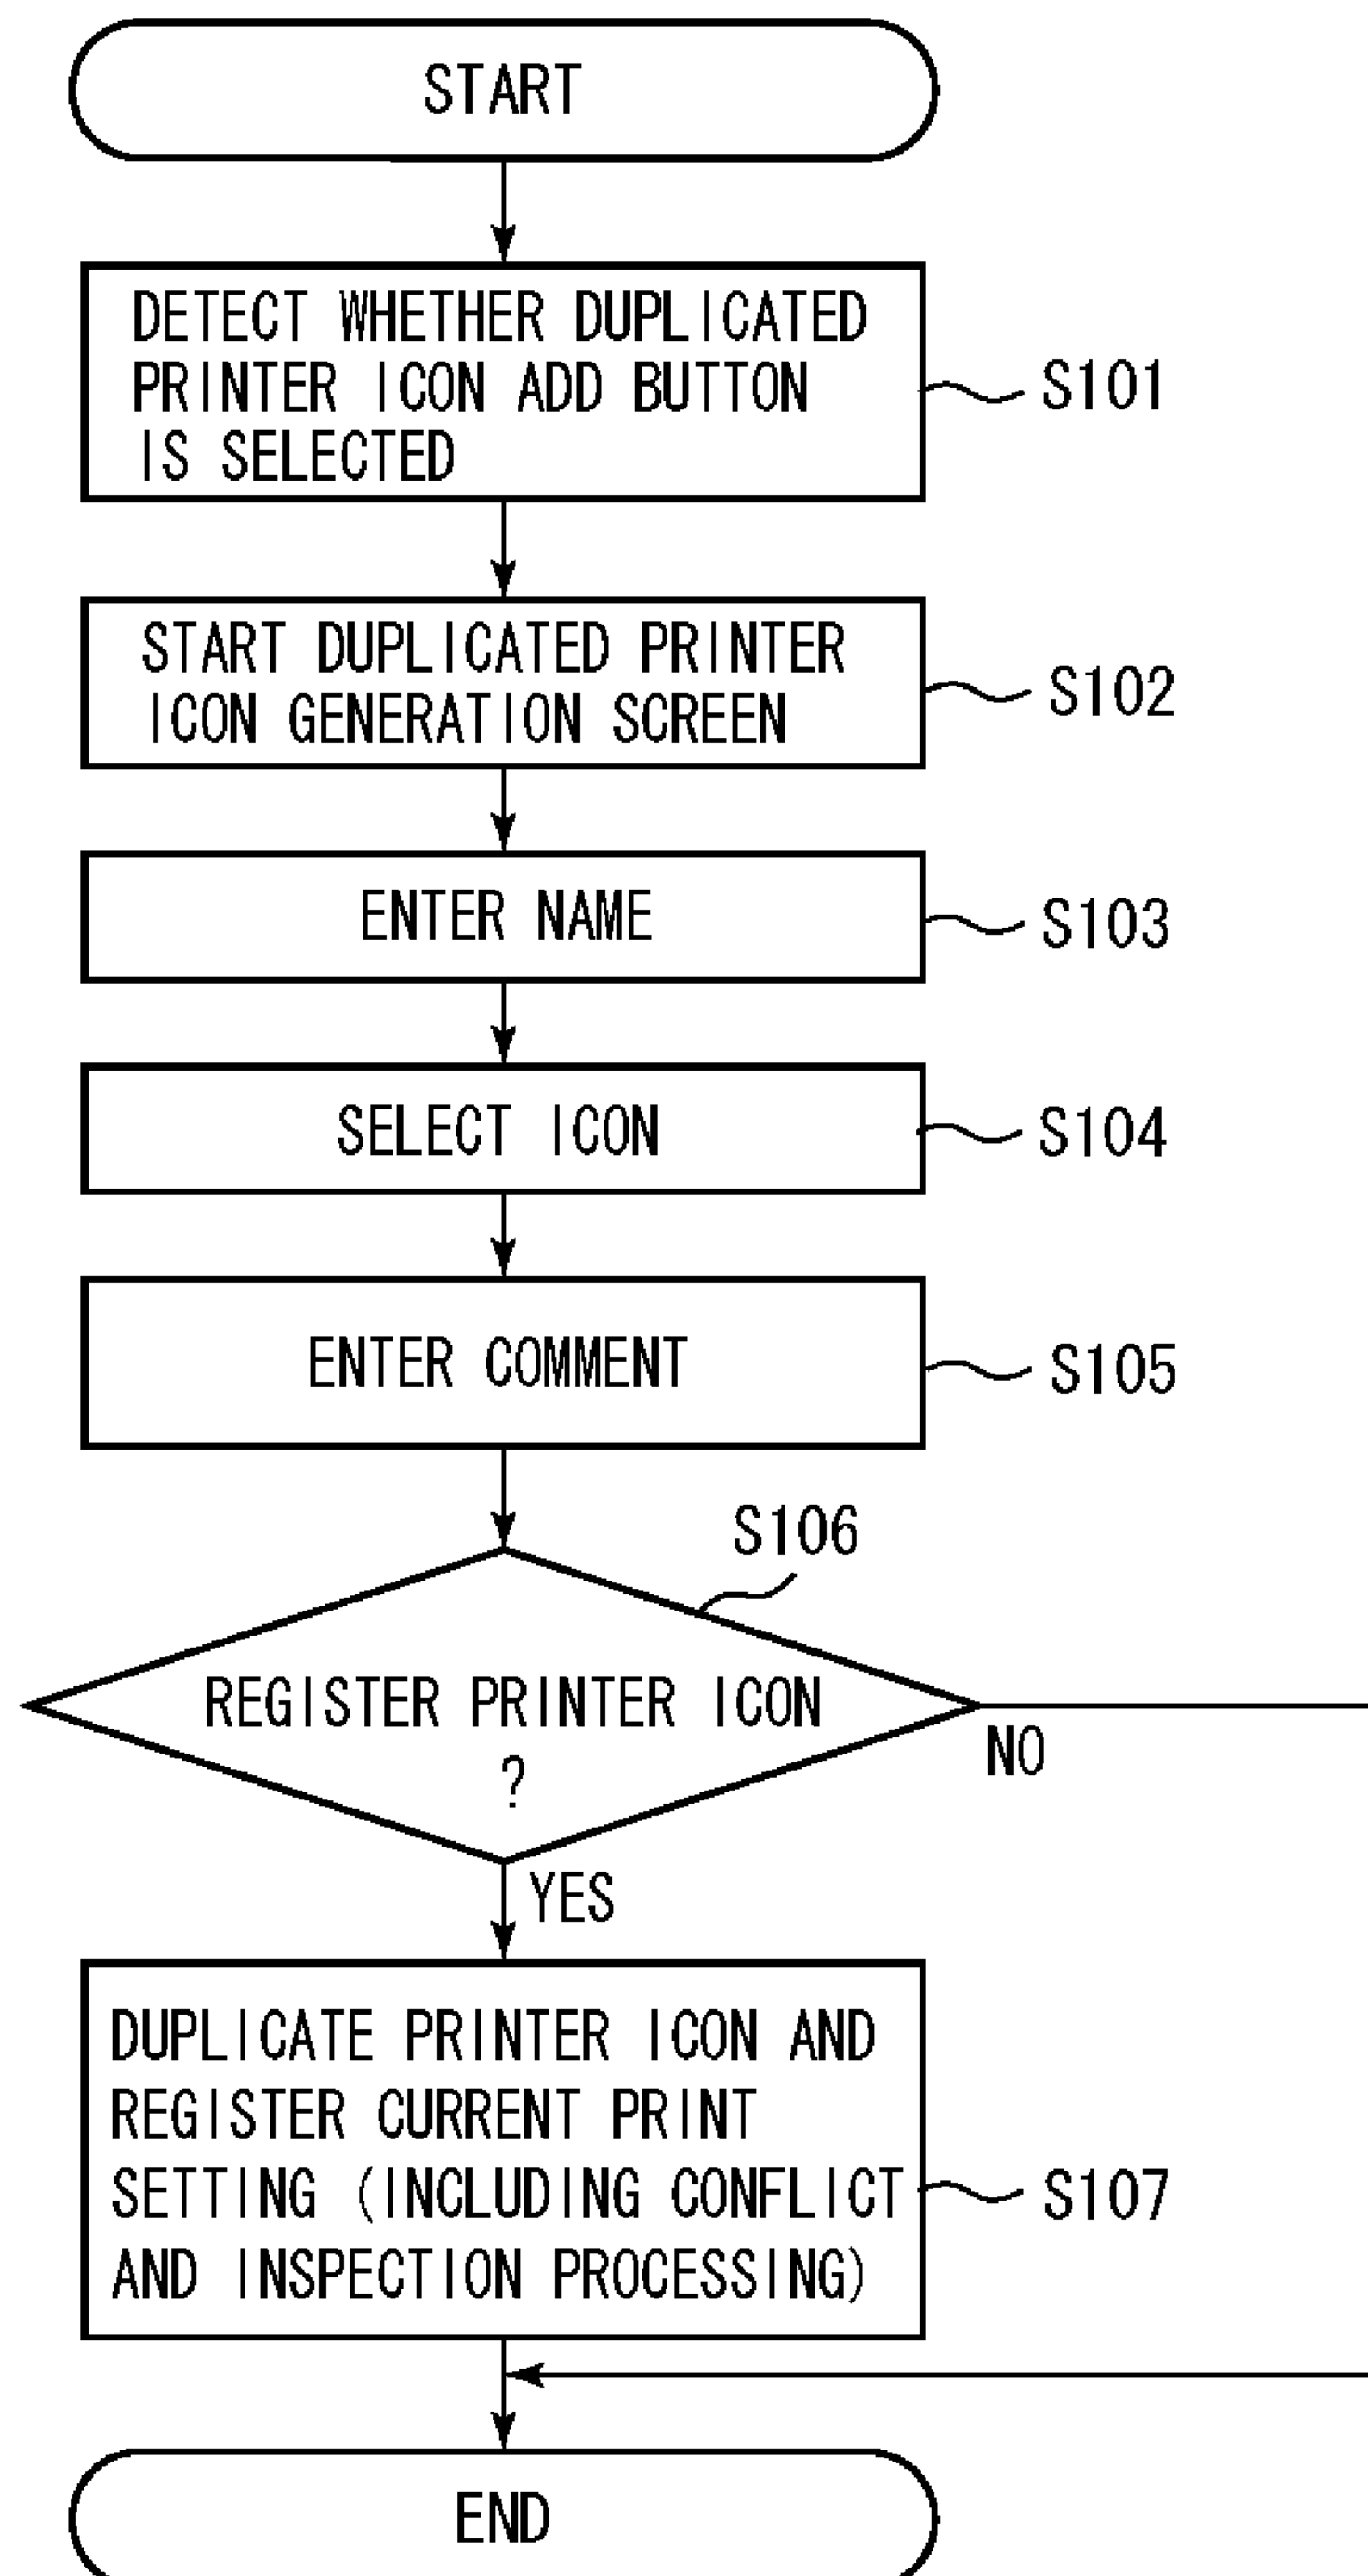 START
DETECT WHETHER DUPLICATED
PRINTER ICON ADD BUTTON
IS SELECTED
S101
START DUPLICATED PRINTER
ICON GENERATION SCREEN
S102
ENTER NAME
S103
SELECT ICON
S104
ENTER COMMENT
S105
S106
REGISTER PRINTER ICON
?
NO
YES
DUPLICATE PRINTER ICON AND
REGISTER CURRENT PRINT
SETTING (INCLUDING CONFLICT
AND INSPECTION PROCESSING)
S107
END